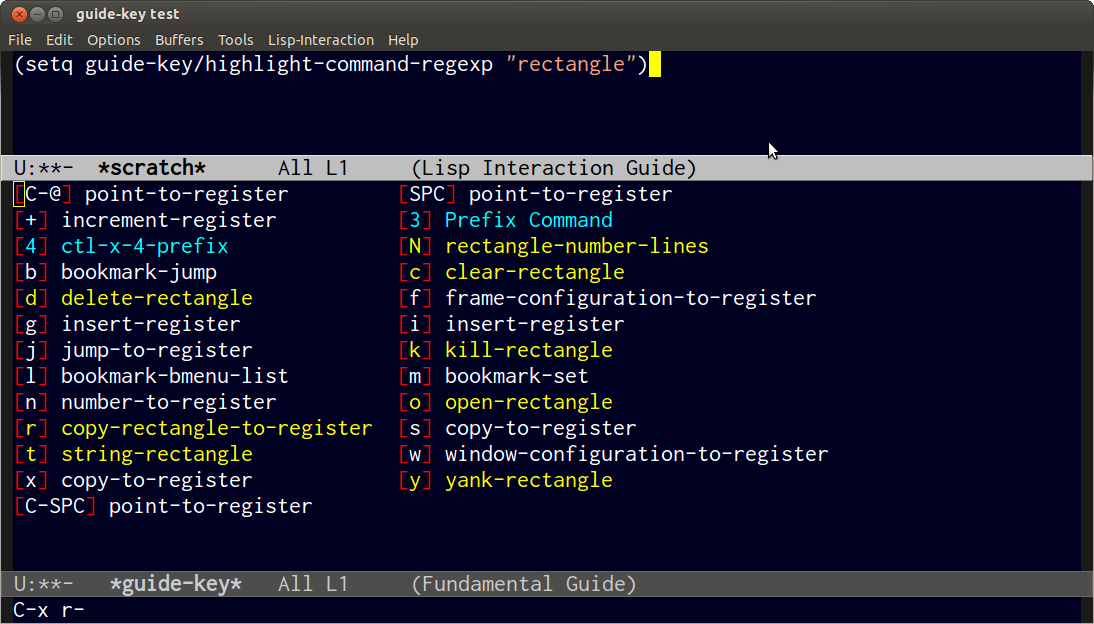 guide-key test
File Edit Options Buffers Tools Lisp-Interaction Help
(setq guide-key/highlight-command-regexp "rectangle")
U:**- *scratch* All L1 (Lisp Interaction Guide)
[C-@] point-to-register [SPC] point-to-register
[+] increment-register [3] Prefix Command
[4] ctl-x-4-prefix [N] rectangle-number-lines
[b] bookmark-jump [c] clear-rectangle
[d] delete-rectangle [f] frame-configuration-to-register
[g] insert-register [i] insert-register
[j] jump-to-register [k] kill-rectangle
[l] bookmark-bmenu-list [m] bookmark-set
[n] number-to-register [o] open-rectangle
[r] copy-rectangle-to-register [s] copy-to-register
[t] string-rectangle [w] window-configuration-to-register
[x] copy-to-register [y] yank-rectangle
[C-SPC] point-to-register
U:**- *guide-key* All L1 (Fundamental Guide)
C-x r-